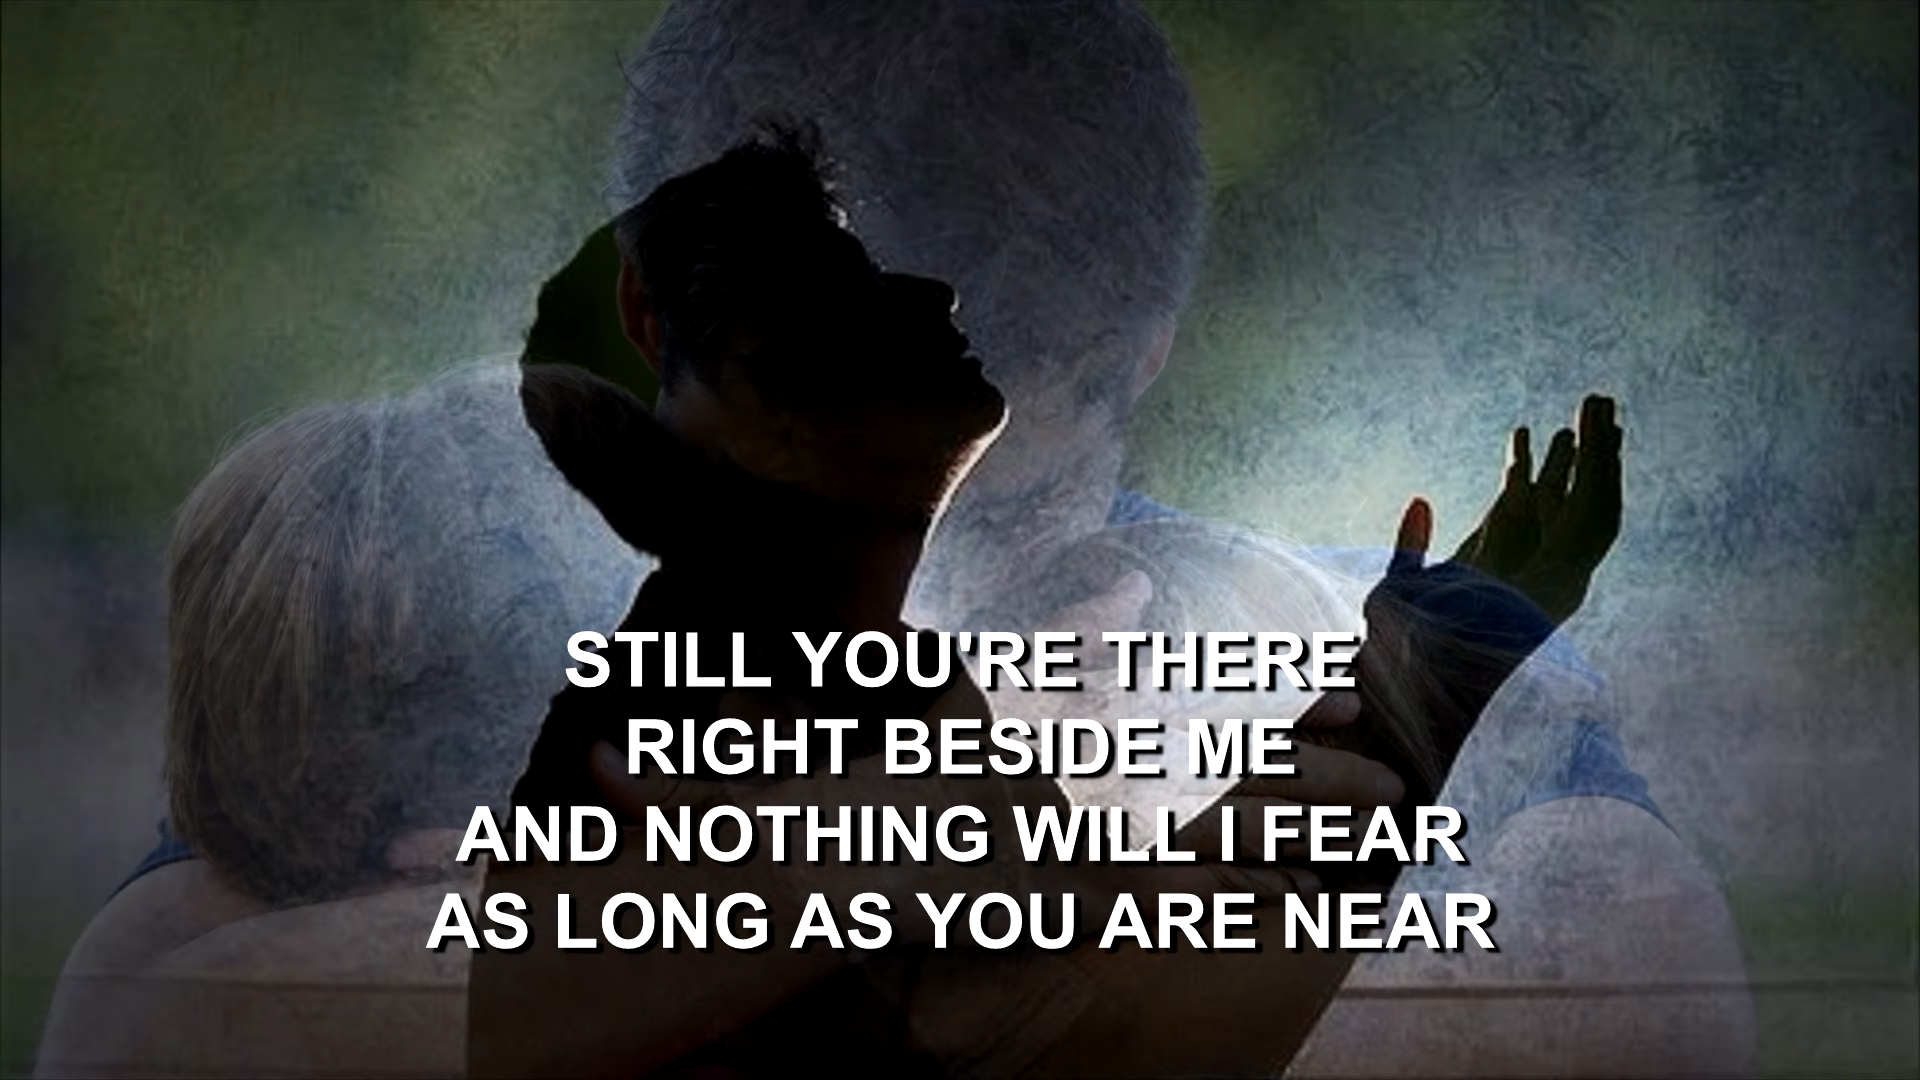 STILL YOU'RE THERE
RIGHT BESIDE ME
AND NOTHING WILL I FEAR
AS LONG AS YOU ARE NEAR